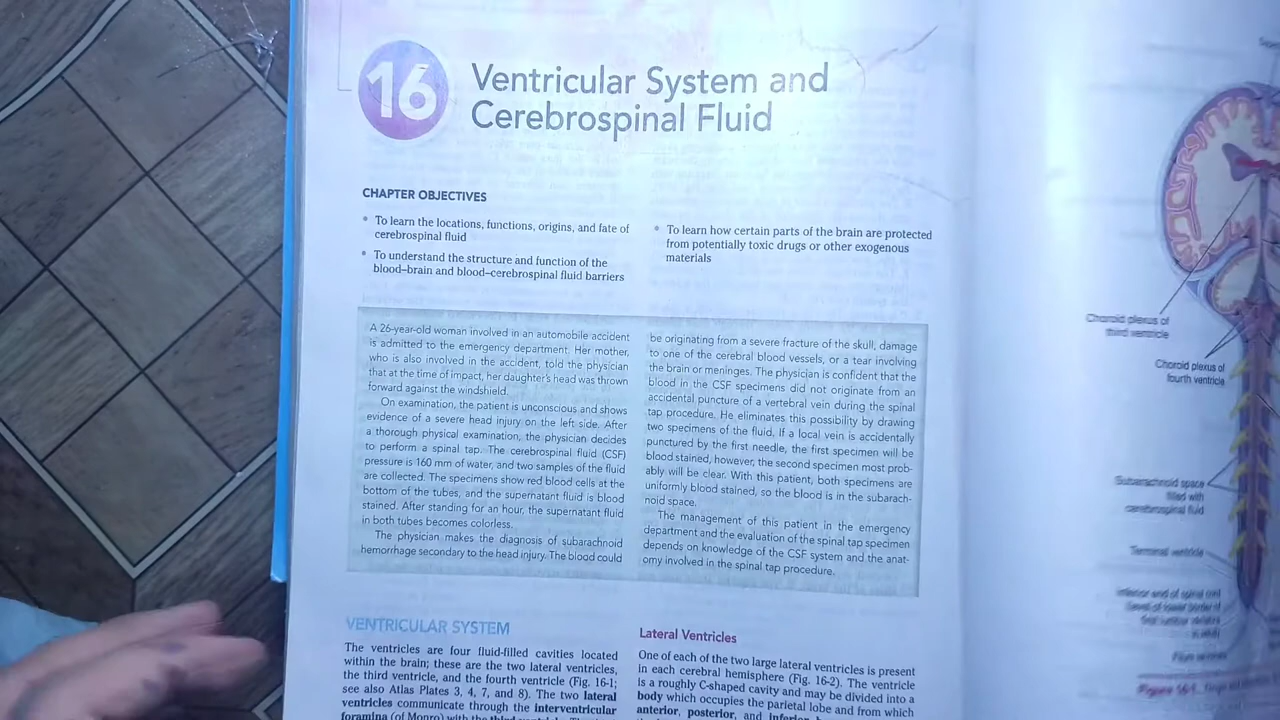 16
Ventricular System and
Cerebrospinal Fluid
CHAPTER OBJECTIVES
• To learn the locations, functions, origins, and fate of
cerebrospinal fluid
• To understand the structure and function of the
blood–brain and blood–cerebrospinal fluid barriers
• To learn how certain parts of the brain are protected
from potentially toxic drugs or other exogenous
materials
A 26-year-old woman involved in an automobile accident
is admitted to the emergency department. Her mother,
who is also involved in the accident, told the physician
that at the time of impact, her daughter's head was thrown
forward against the windshield.
On examination, the patient is unconscious and shows
evidence of a severe head injury on the left side. After
a thorough physical examination, the physician decides
to perform a spinal tap. The cerebrospinal fluid (CSF)
pressure is 160 mm of water, and two samples of the fluid
are collected. The specimens show red blood cells at the
bottom of the tubes, and the supernatant fluid is blood
stained. After standing for an hour, the supernatant fluid
in both tubes becomes colorless.
The physician makes the diagnosis of subarachnoid
hemorrhage secondary to the head injury. The blood could
be originating from a severe fracture of the skull, damage
to one of the cerebral blood vessels, or a tear involving
the brain or meninges. The physician is confident that the
blood in the CSF specimens did not originate from an
accidental puncture of a vertebral vein during the spinal
tap procedure. He eliminates this possibility by drawing
two specimens of the fluid. If a local vein is accidentally
punctured by the first needle, the first specimen will be
blood stained, however, the second specimen most prob-
ably will be clear. With this patient, both specimens are
uniformly blood stained, so the blood is in the subarach-
noid space.
The management of this patient in the emergency
department and the evaluation of the spinal tap specimen
depends on knowledge of the CSF system and the anat-
omy involved in the spinal tap procedure.
VENTRICULAR SYSTEM
The ventricles are four fluid-filled cavities located
within the brain; these are the two lateral ventricles,
the third ventricle, and the fourth ventricle (Fig. 16-1;
see also Atlas Plates 3, 4, 7, and 8). The two lateral
ventricles communicate through the interventricular
foramina (of Monro) with the third
Lateral Ventricles
One of each of the two large lateral ventricles is present
in each cerebral hemisphere (Fig. 16-2). The ventricle
is a roughly C-shaped cavity and may be divided into a
body which occupies the parietal lobe and from which
anterior, posterior, and inferior
Choroid plexus of
third ventricle
Choroid plexus of
fourth ventricle
Subarachnoid space
filled with
cerebrospinal fluid
Terminal ventricle